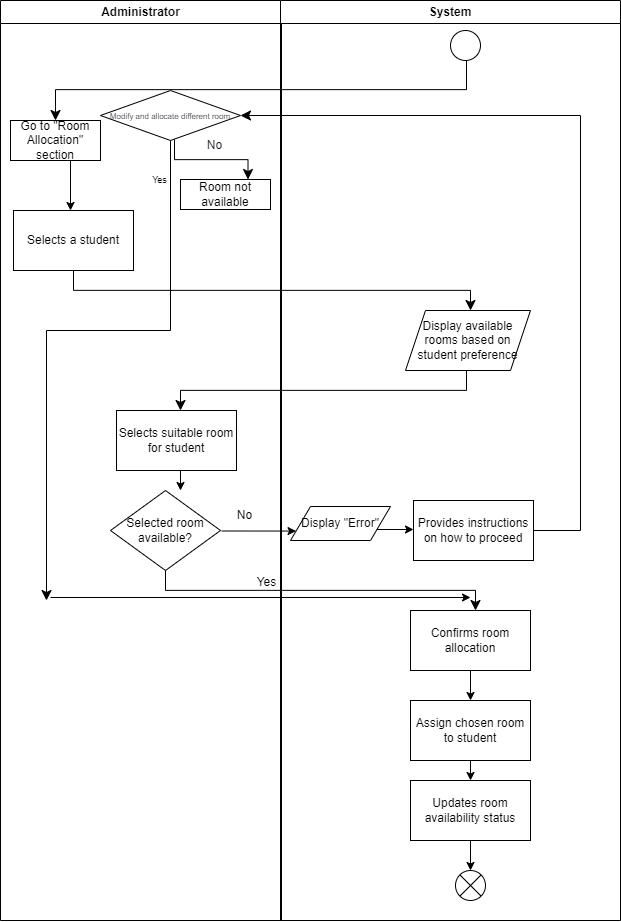 Administrator
System
Modify and allocate different room
Go to "Room
Allocation"
section
No
Yes
Room not
available
Selects a student
Display available
rooms based on
student preference
Selects suitable room
for student
Selected room
available?
No
Display "Error"
Provides instructions
on how to proceed
Yes
Confirms room
allocation
Assign chosen room
to student
Updates room
availability status